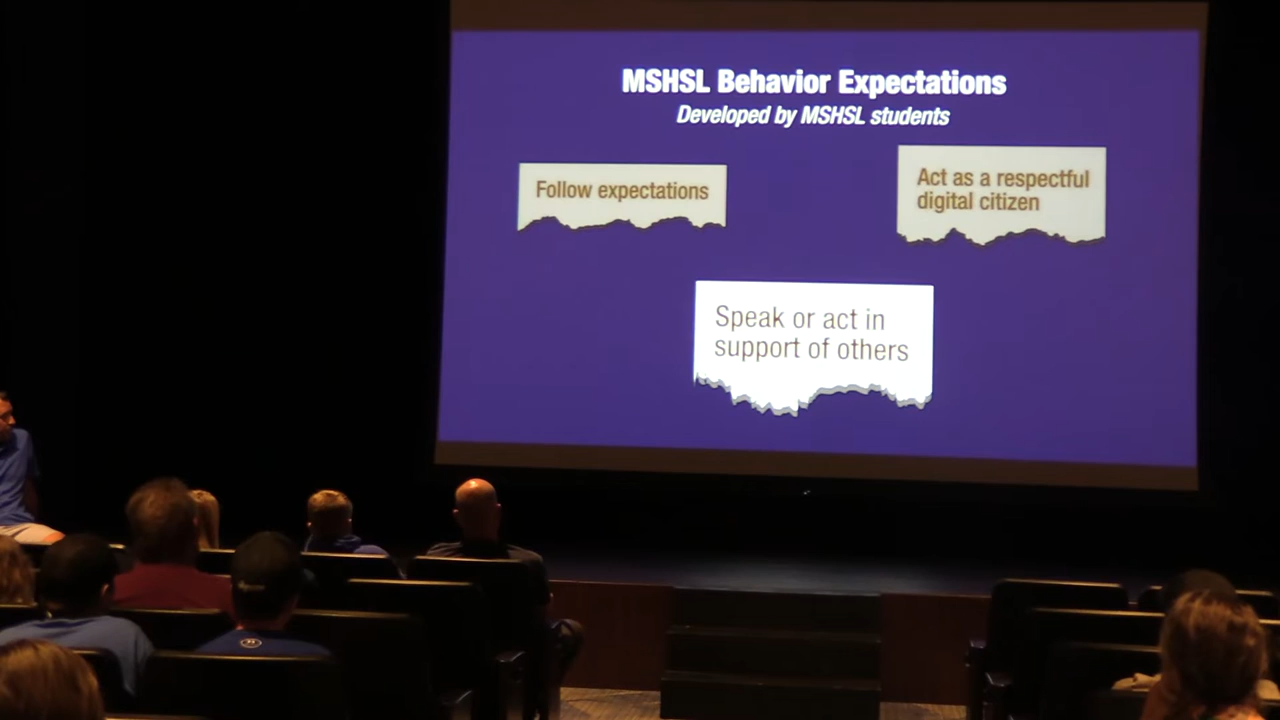 MSHSL Behavior Expectations
Developed by MSHSL students
Follow expectations
Act as a respectful
digital citizen
Speak or act in
support of others